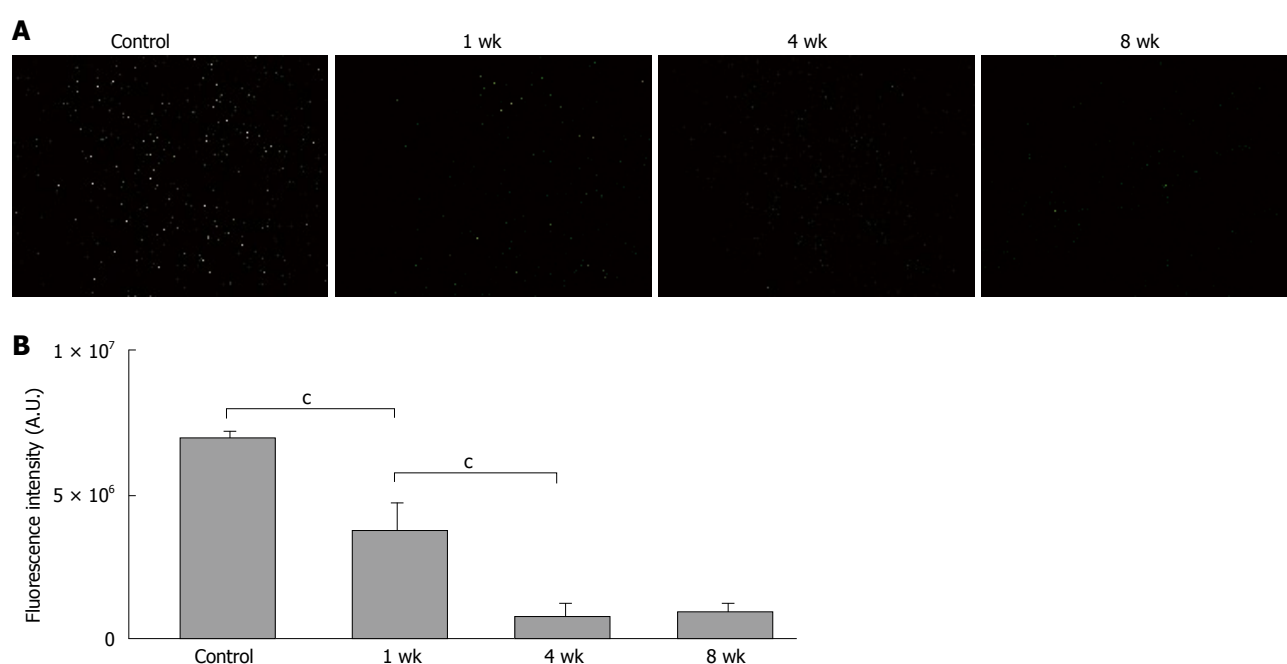 A
Control 1 wk 4 wk 8 wk
B
1 × 10⁷
c
c
5 × 10⁶
0
Fluorescence intensity (A.U.)
Control 1 wk 4 wk 8 wk